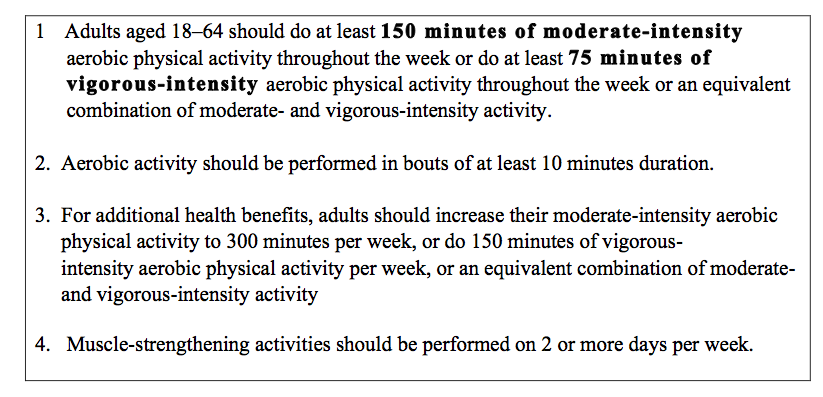 1 Adults aged 18–64 should do at least 150 minutes of moderate-intensity
aerobic physical activity throughout the week or do at least 75 minutes of
vigorous-intensity aerobic physical activity throughout the week or an equivalent
combination of moderate- and vigorous-intensity activity.
2. Aerobic activity should be performed in bouts of at least 10 minutes duration.
3. For additional health benefits, adults should increase their moderate-intensity aerobic
physical activity to 300 minutes per week, or do 150 minutes of vigorous-
intensity aerobic physical activity per week, or an equivalent combination of moderate-
and vigorous-intensity activity
4. Muscle-strengthening activities should be performed on 2 or more days per week.